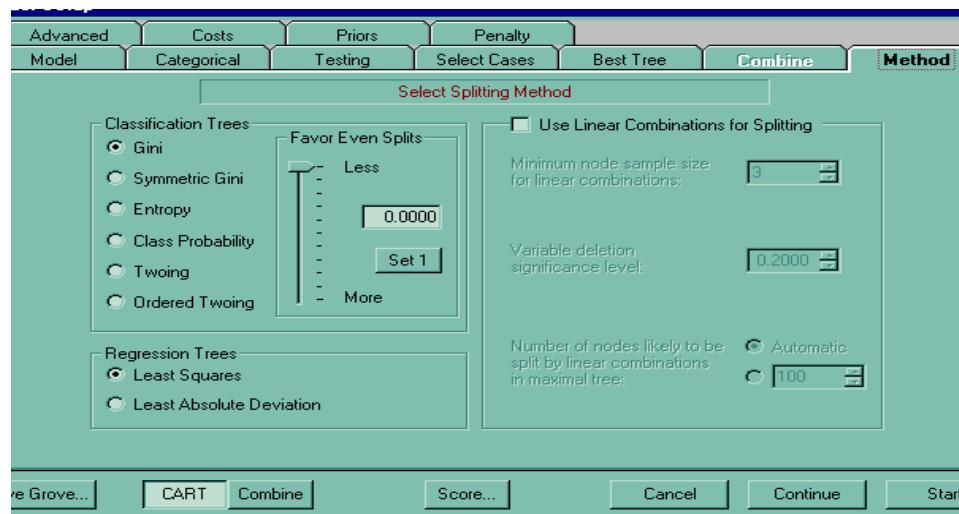 Advanced Costs Priors Penalty
Model Categorical Testing Select Cases Best Tree Combine Method
Select Splitting Method
Classification Trees
Gini
Symmetric Gini
Entropy
Class Probability
Twoing
Ordered Twoing
Favor Even Splits
Less
0.0000
Set 1
More
Regression Trees
Least Squares
Least Absolute Deviation
Use Linear Combinations for Splitting
Minimum node sample size
for linear combinations:
3
Variable deletion
significance level:
0.2000
Number of nodes likely to be
split by linear combinations
in maximal tree:
Automatic
100
Grove... CART Combine Score... Cancel Continue Star